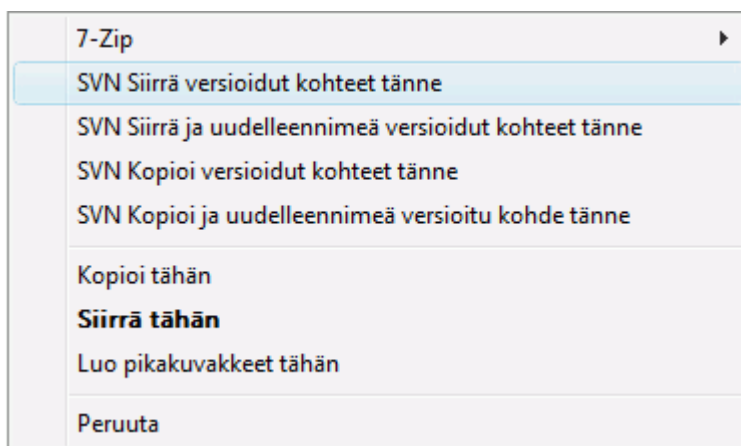 7-Zip
SVN Siirrä versioidut kohteet tänne
SVN Siirrä ja uudelleennimeä versioidut kohteet tänne
SVN Kopioi versioidut kohteet tänne
SVN Kopioi ja uudelleennimeä versioitu kohde tänne
Kopioi tähän
Siirrä tähän
Luo pikakuvakkeet tähän
Peruuta